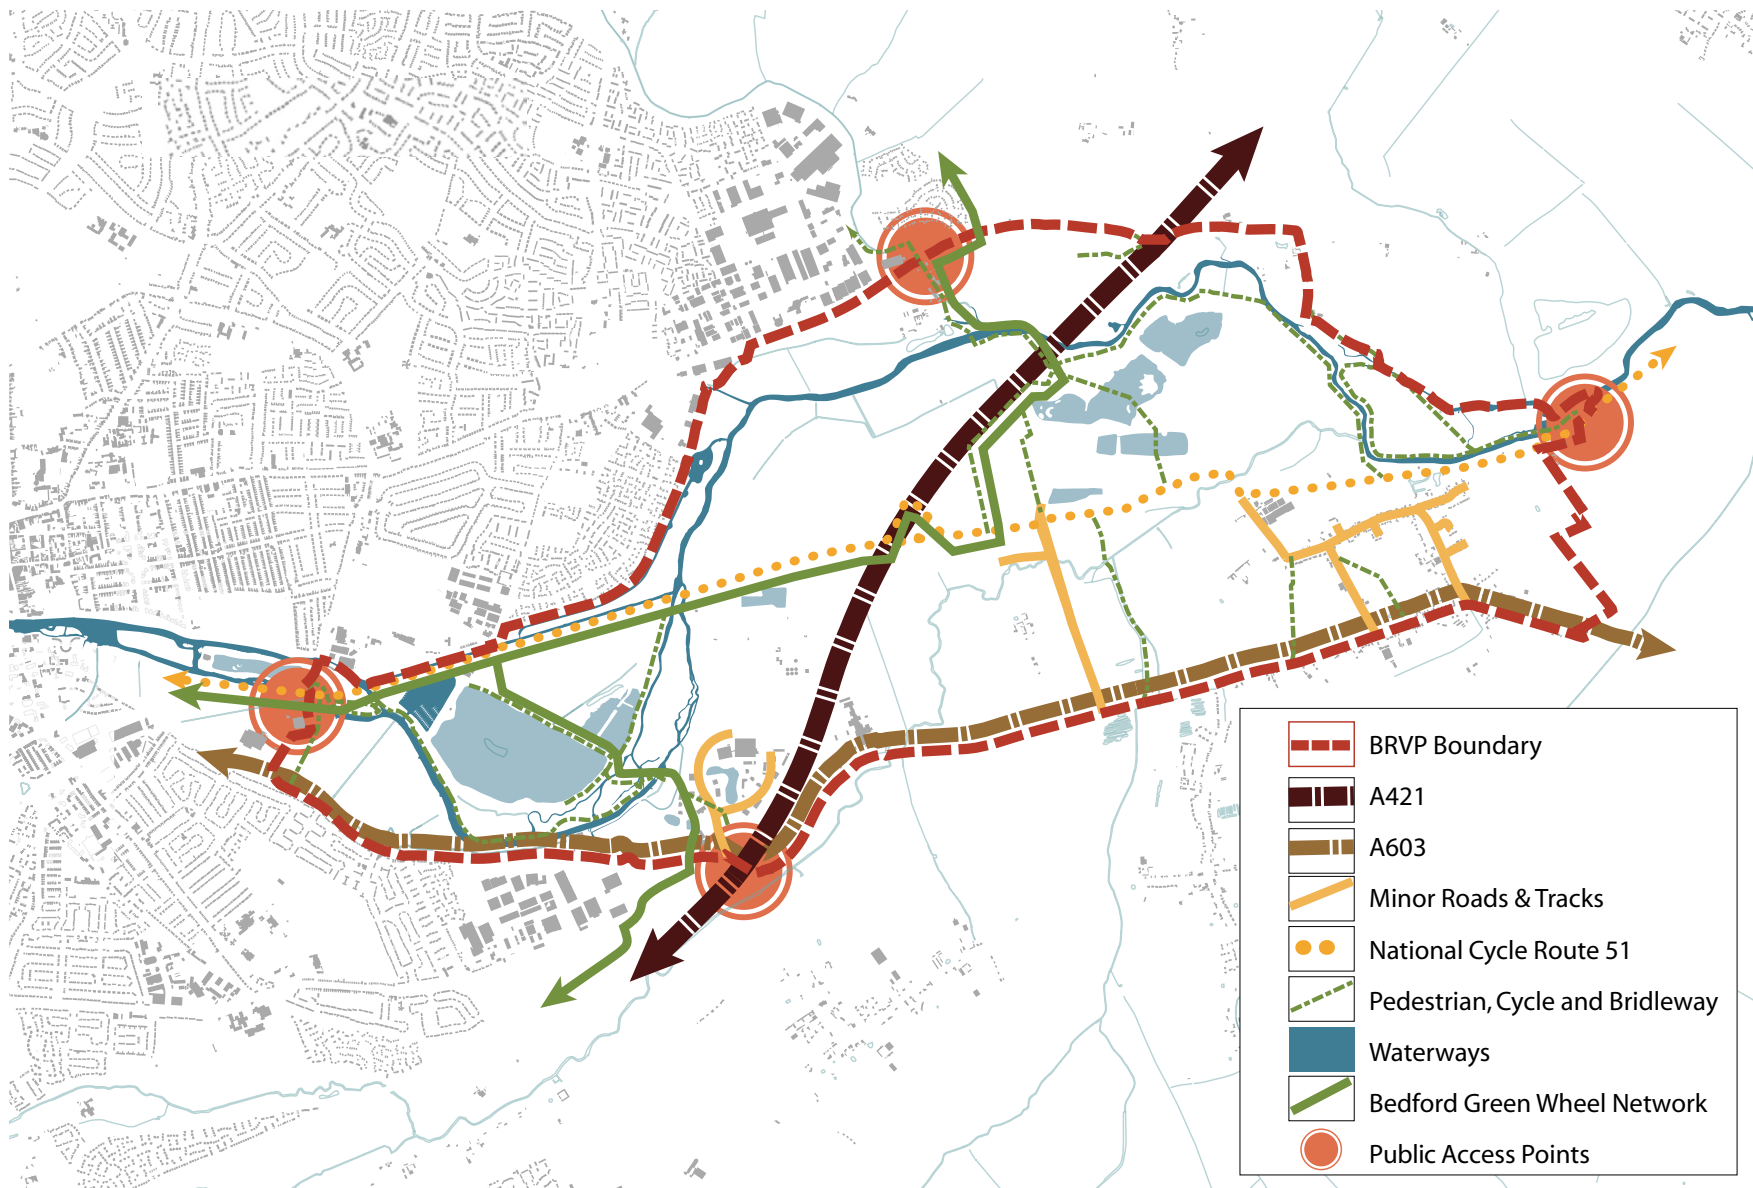 BRVP Boundary
A421
A603
Minor Roads & Tracks
National Cycle Route 51
Pedestrian, Cycle and Bridleway
Waterways
Bedford Green Wheel Network
Public Access Points